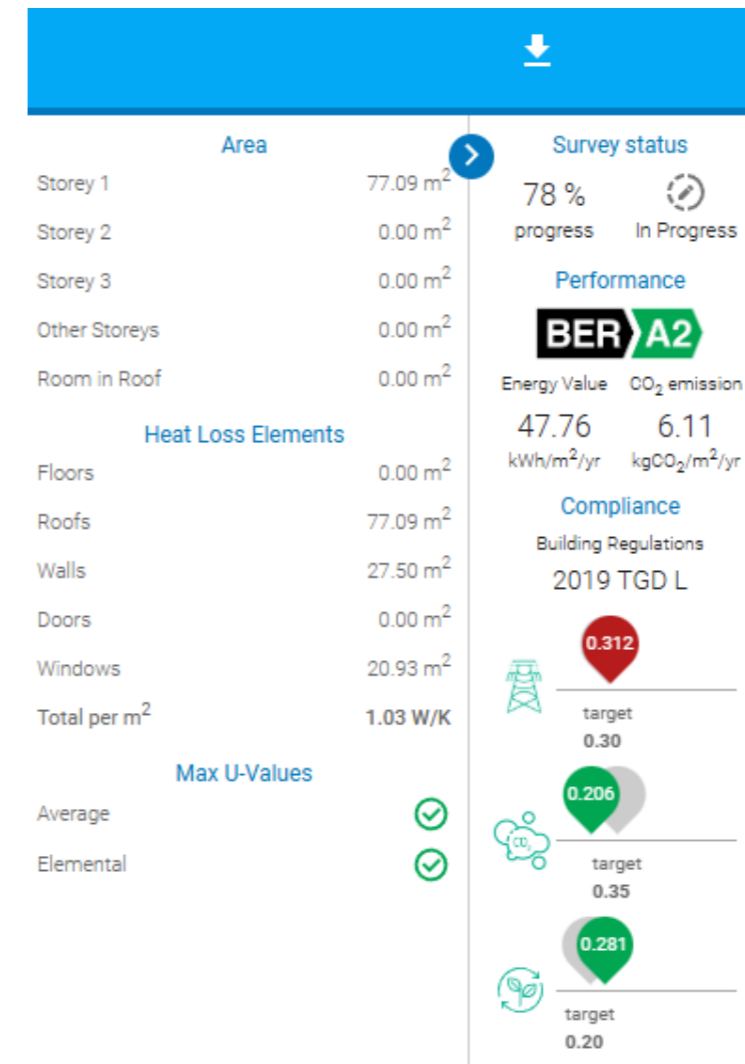 Area
Storey 1 77.09 m²
Storey 2 0.00 m²
Storey 3 0.00 m²
Other Storeys 0.00 m²
Room in Roof 0.00 m²
Heat Loss Elements
Floors 0.00 m²
Roofs 77.09 m²
Walls 27.50 m²
Doors 0.00 m²
Windows 20.93 m²
Total per m² 1.03 W/K
Max U-Values
Average
Elemental
Survey status
78 %
progress In Progress
Performance
BER A2
Energy Value CO₂ emission
47.76 6.11
kWh/m²/yr kgCO₂/m²/yr
Compliance
Building Regulations
2019 TGD L
0.312
target
0.30
0.206
CO₂
target
0.35
0.281
target
0.20